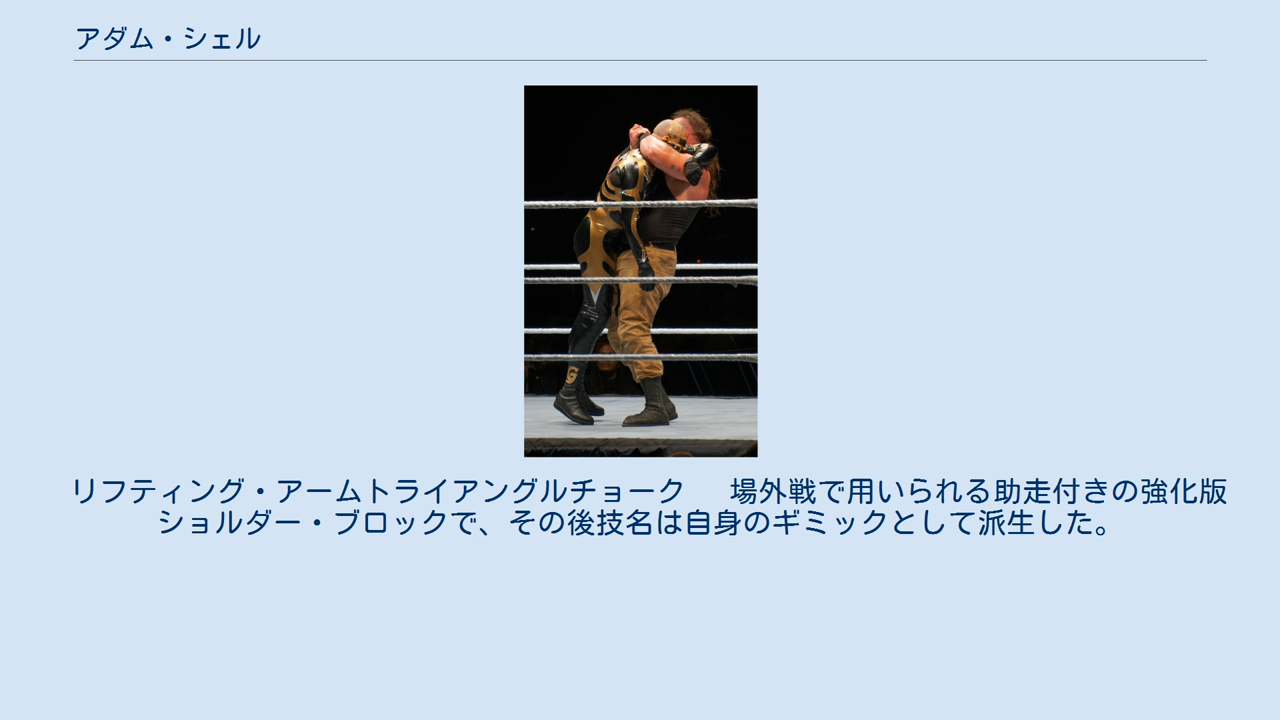 アダム・シェル
G
リフティング・アームトライアングルチョーク　場外戦で用いられる助走付きの強化版
ショルダー・ブロックで、その後技名は自身のギミックとして派生した。